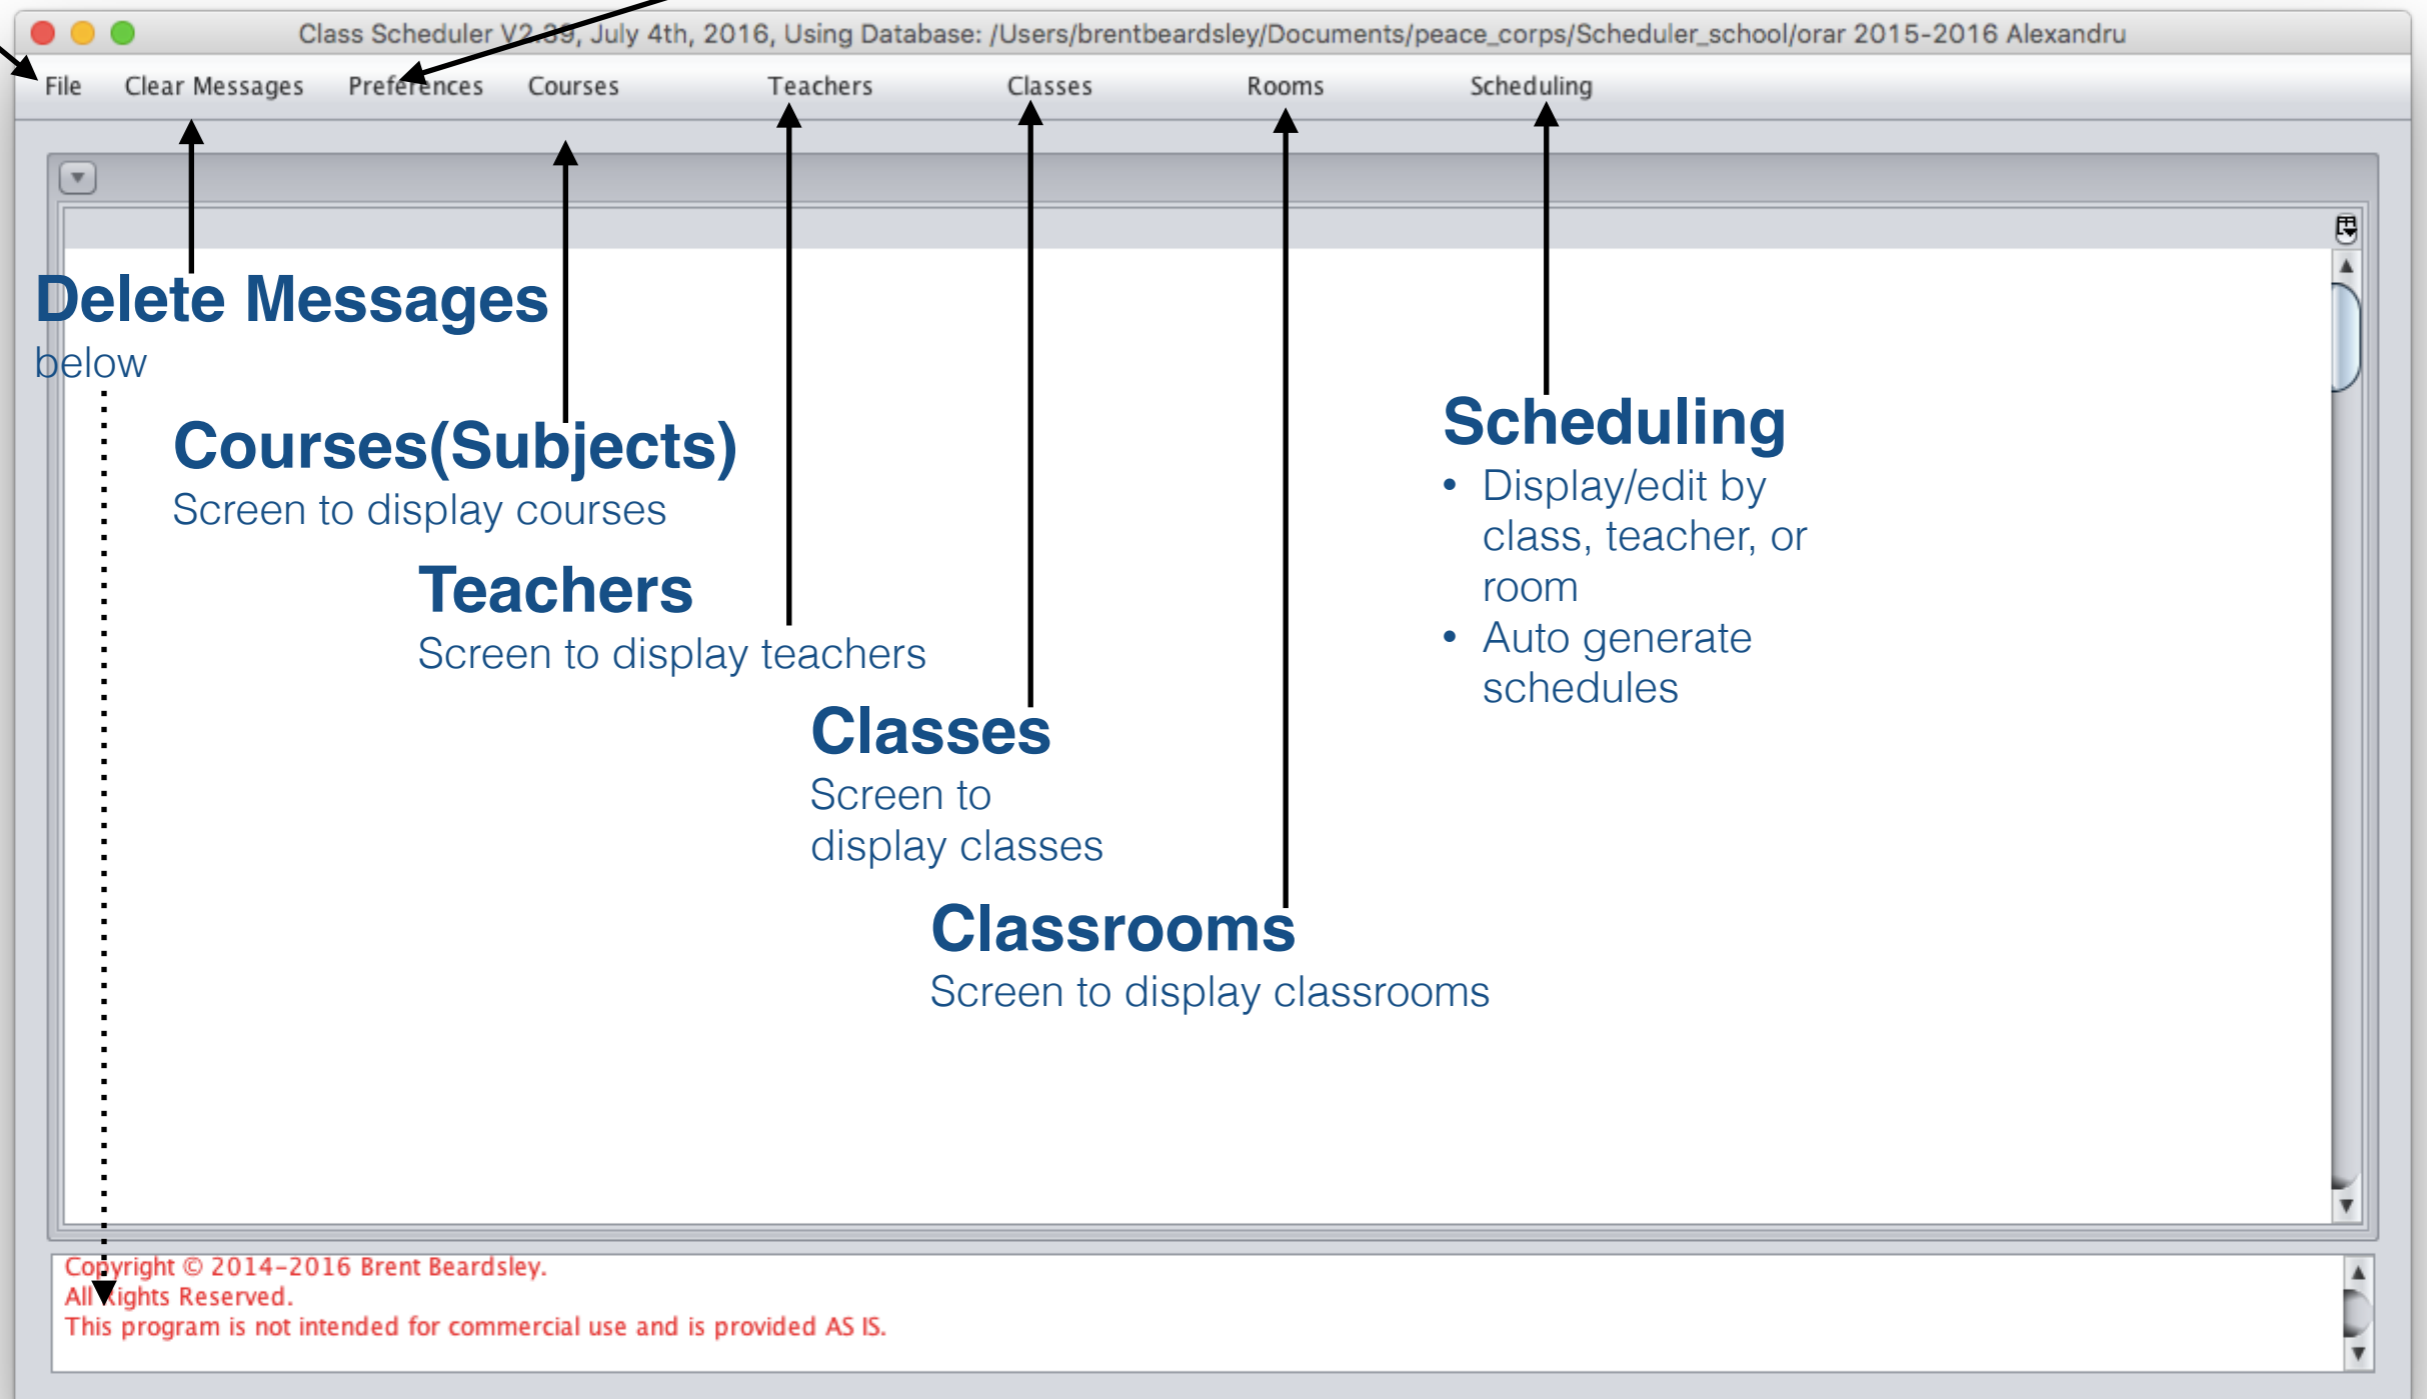 Class Scheduler V2.39, July 4th, 2016, Using Database: /Users/brentbeardsley/Documents/peace_corps/Scheduler_school/orar 2015-2016 Alexandru
File Clear Messages Preferences Courses Teachers Classes Rooms Scheduling
Delete Messages
below
Courses(Subjects)
Screen to display courses
Teachers
Screen to display teachers
Classes
Screen to
display classes
Classrooms
Screen to display classrooms
Scheduling
• Display/edit by
class, teacher, or
room
• Auto generate
schedules
Copyright © 2014-2016 Brent Beardsley.
All Rights Reserved.
This program is not intended for commercial use and is provided AS IS.